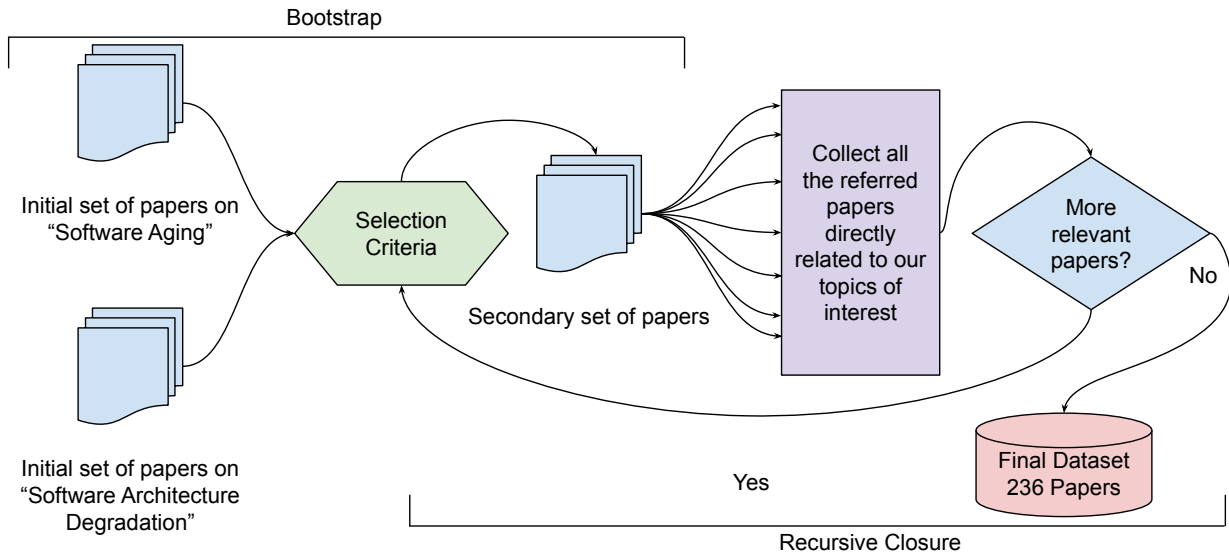 Bootstrap
Initial set of papers on
“Software Aging”
Selection
Criteria
Secondary set of papers
Collect all
the referred
papers
directly
related to our
topics of
interest
More
relevant
papers?
No
Initial set of papers on
“Software Architecture
Degradation”
Yes
Final Dataset
236 Papers
Recursive Closure